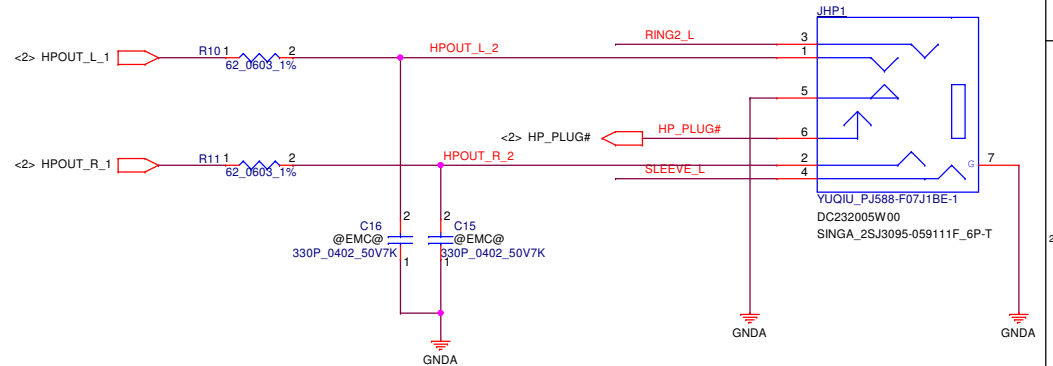 JHP1
RING2_L
3
<2> HPOUT_L_1
R10 1
2
HPOUT_L_2
1
62_0603_1%
5
<2> HP_PLUG#
HP_PLUG#
6
<2> HPOUT_R_1
R11 1
2
HPOUT_R_2
2
G
7
62_0603_1%
SLEEVE_L
4
YUQIU_PJ588-F07J1BE-1
DC232005W00
SINGA_2SJ3095-059111F_6P-T
2
C16
2
2
C15
@EMC@
@EMC@
330P_0402_50V7K
330P_0402_50V7K
1
1
GNDA
GNDA
GNDA